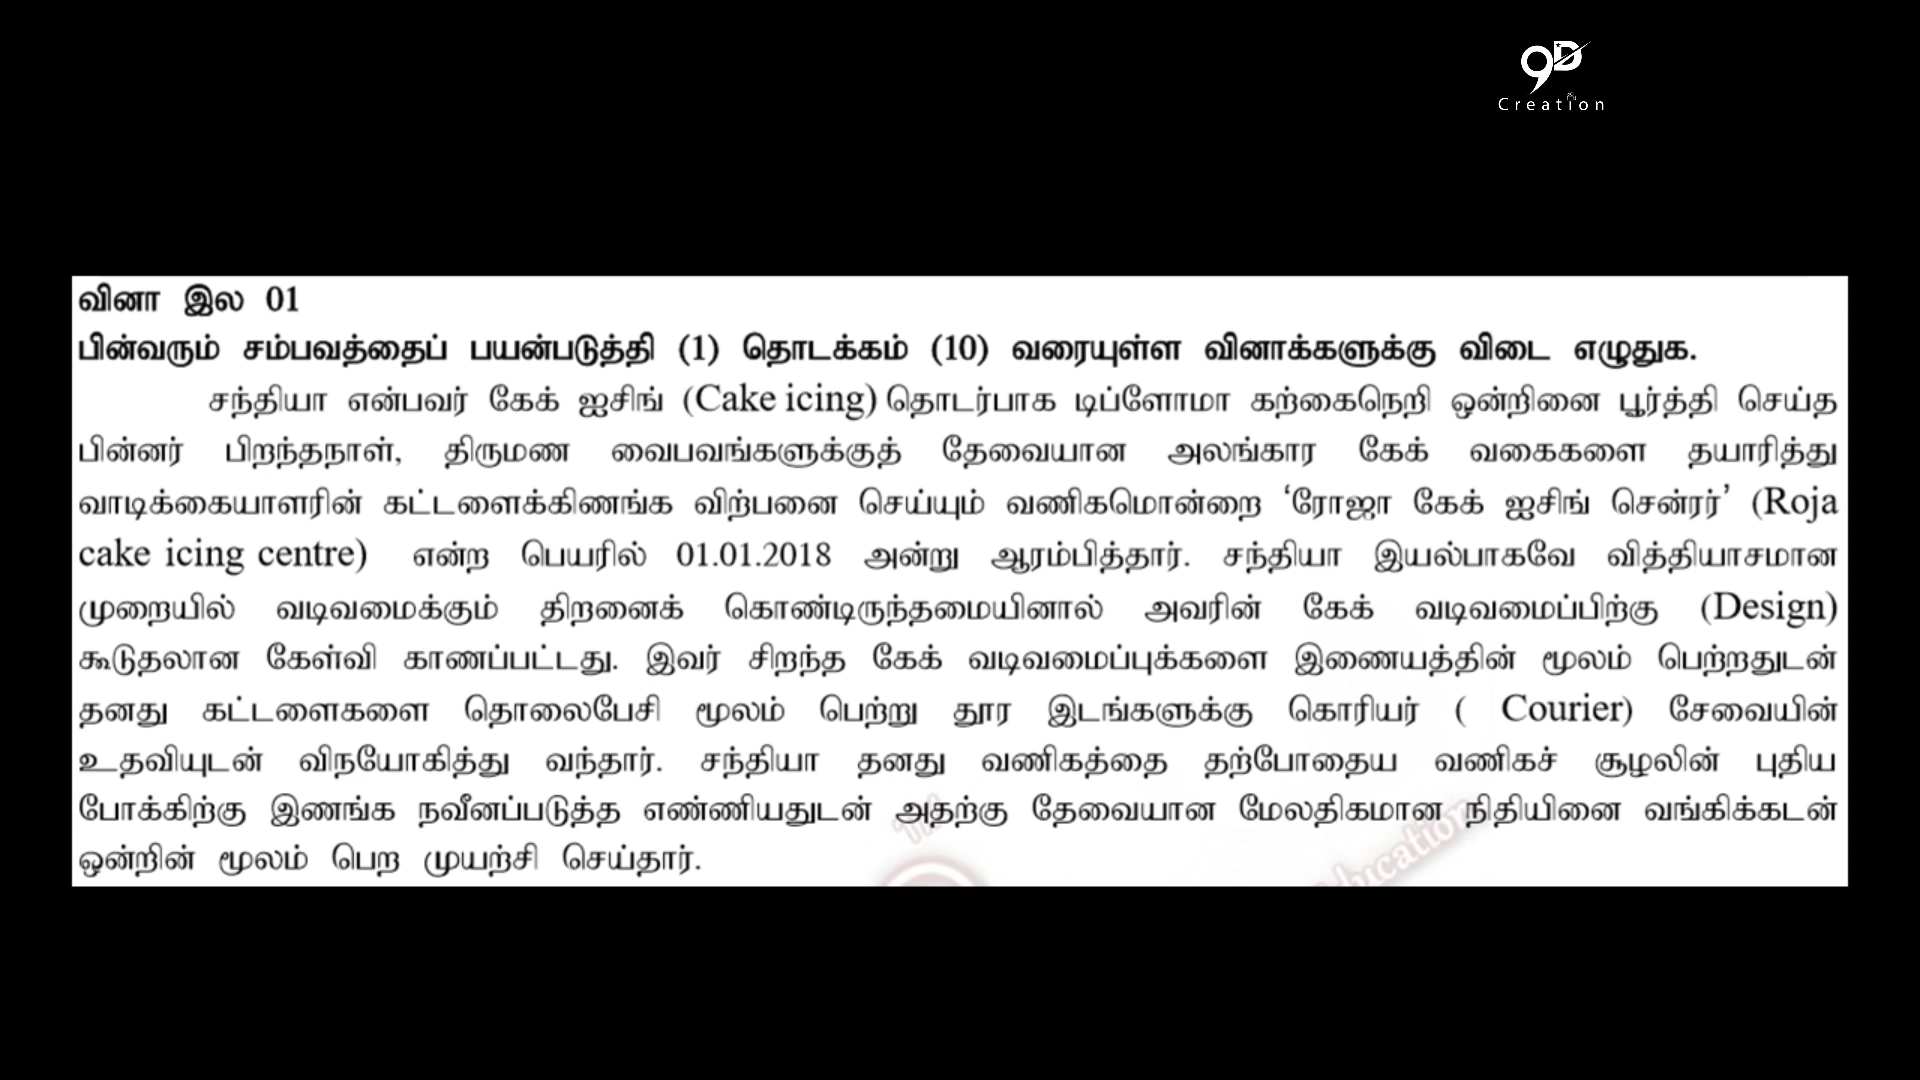 9D
Creation
வினா இல 01
பின்வரும் சம்பவத்தைப் பயன்படுத்தி (1) தொடக்கம் (10) வரையுள்ள வினாக்களுக்கு விடை எழுதுக.
சந்தியா என்பவர் கேக் ஐசிங் (Cake icing) தொடர்பாக டிப்ளோமா கற்கைநெறி ஒன்றினை பூர்த்தி செய்த
பின்னர் பிறந்தநாள், திருமண வைபவங்களுக்குத் தேவையான அலங்கார கேக் வகைகளை தயாரித்து
வாடிக்கையாளரின் கட்டளைக்கிணங்க விற்பனை செய்யும் வணிகமொன்றை ‘ரோஜா கேக் ஐசிங் சென்ரர்’ (Roja
cake icing centre) என்ற பெயரில் 01.01.2018 அன்று ஆரம்பித்தார். சந்தியா இயல்பாகவே வித்தியாசமான
முறையில் வடிவமைக்கும் திறனைக் கொண்டிருந்தமையினால் அவரின் கேக் வடிவமைப்பிற்கு (Design)
கூடுதலான கேள்வி காணப்பட்டது. இவர் சிறந்த கேக் வடிவமைப்புக்களை இணையத்தின் மூலம் பெற்றதுடன்
தனது கட்டளைகளை தொலைபேசி மூலம் பெற்று தூர இடங்களுக்கு கொரியர் ( Courier) சேவையின்
உதவியுடன் விநயோகித்து வந்தார். சந்தியா தனது வணிகத்தை தற்போதைய வணிகச் சூழலின் புதிய
போக்கிற்கு இணங்க நவீனப்படுத்த எண்ணியதுடன் அதற்கு தேவையான மேலதிகமான நிதியினை வங்கிக்கடன்
ஒன்றின் மூலம் பெற முயற்சி செய்தார்.